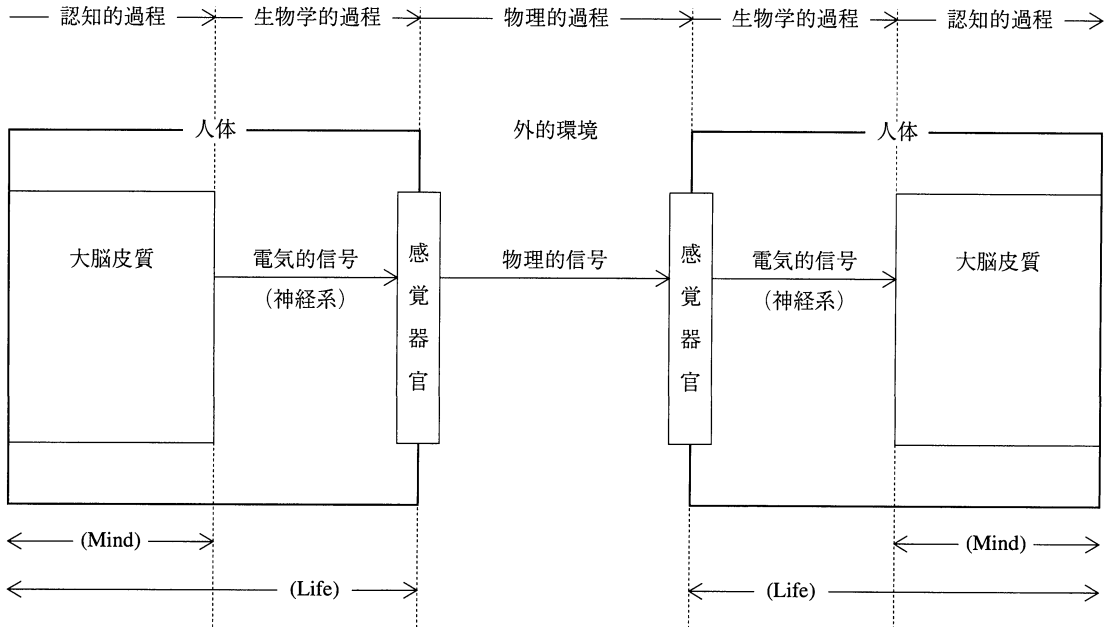 認知的過程
生物学的過程
物理的過程
生物学的過程
認知的過程
人体
外的環境
人体
大脳皮質
電気的信号
（神経系）
感覚器官
物理的信号
感覚器官
電気的信号
（神経系）
大脳皮質
(Mind)
(Mind)
(Life)
(Life)